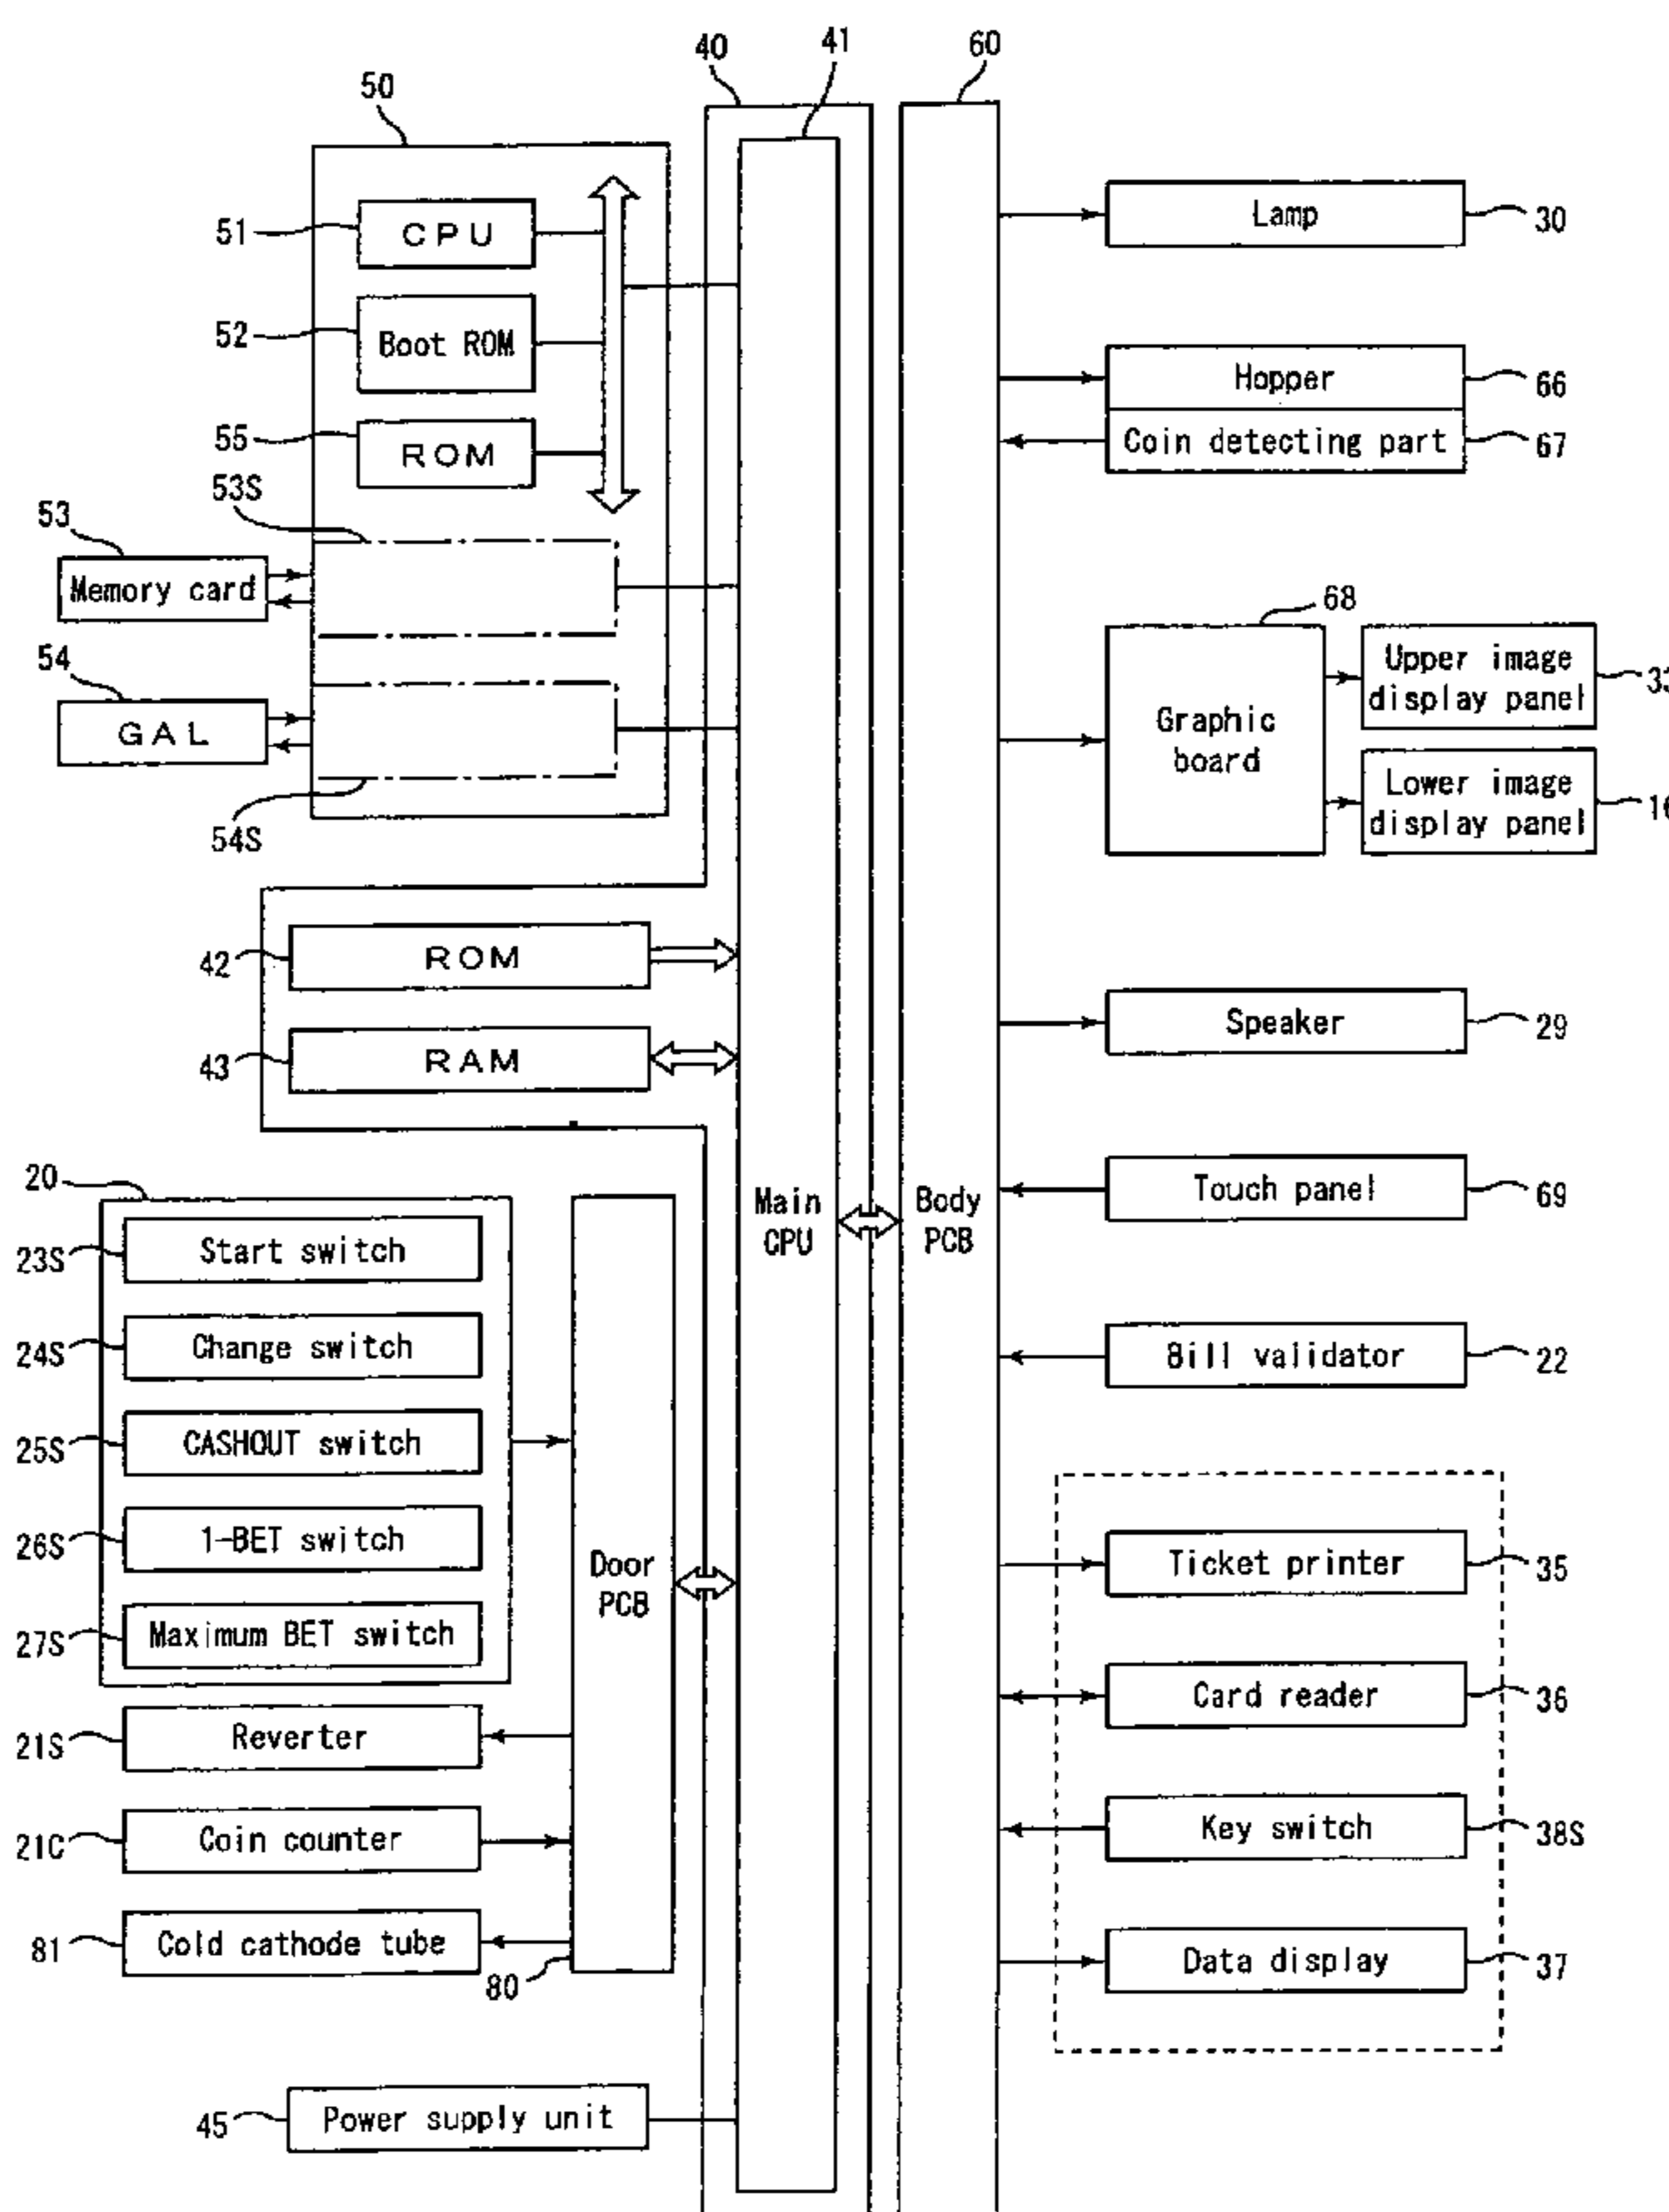 40
41
60
50
51
CPU
52
Boot ROM
55
ROM
53S
53
Memory card
54
GAL
54S
42
ROM
43
RAM
20
23S
Start switch
24S
Change switch
25S
CASHOUT switch
26S
1-BET switch
27S
Maximum BET switch
21S
Reverter
21C
Coin counter
81
Cold cathode tube
80
Door
PCB
45
Power supply unit
Main
CPU
Body
PCB
Lamp
30
Hopper
66
Coin detecting part
67
68
Graphic
board
Upper image
display panel
Lower image
display panel
Speaker
29
Touch panel
69
Bill validator
22
Ticket printer
35
Card reader
36
Key switch
38S
Data display
37